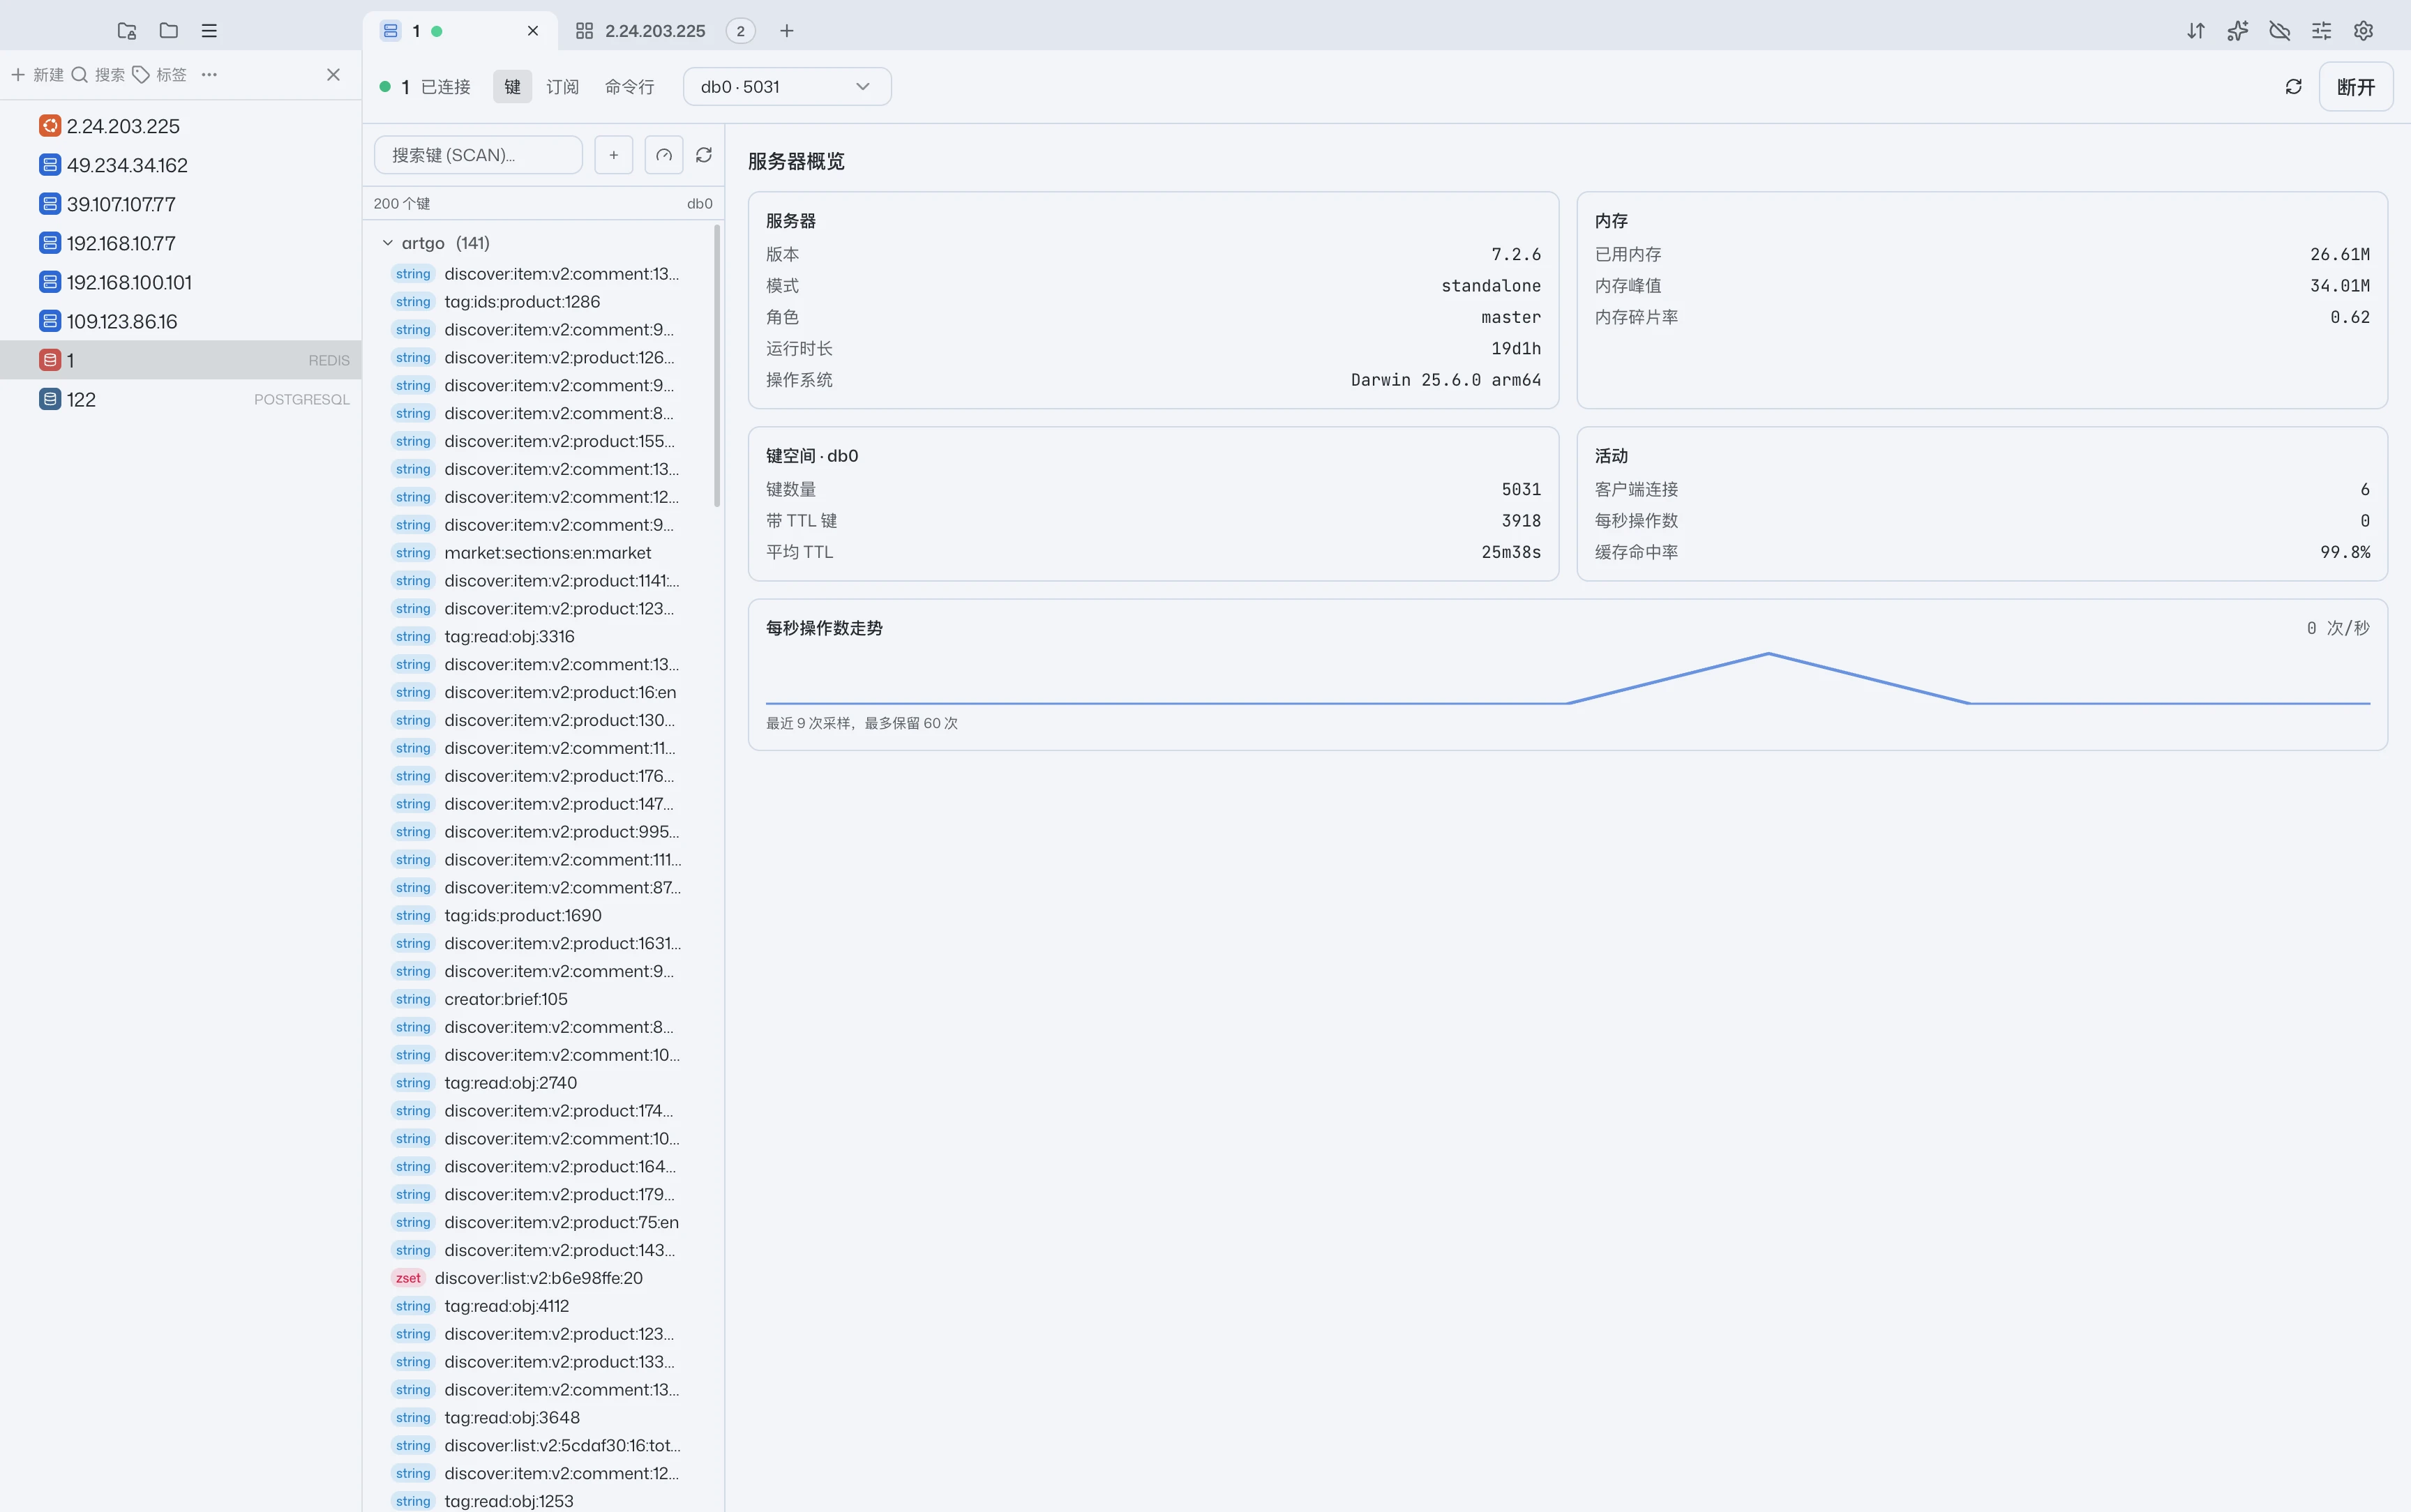 1
2.24.203.225
2
新建
搜索
标签
2.24.203.225
49.234.34.162
39.107.107.77
192.168.10.77
192.168.100.101
109.123.86.16
1 REDIS
122 POSTGRESQL
1 已连接
键
订阅
命令行
db0 · 5031
断开
搜索键 (SCAN)...
+
200 个键 db0
artgo (141)
string discover:item:v2:comment:13...
string tag:ids:product:1286
string discover:item:v2:comment:9...
string discover:item:v2:product:126...
string discover:item:v2:comment:9...
string discover:item:v2:comment:8...
string discover:item:v2:product:155...
string discover:item:v2:comment:13...
string discover:item:v2:comment:12...
string discover:item:v2:comment:9...
string market:sections:en:market
string discover:item:v2:product:1141:...
string discover:item:v2:product:123...
string tag:read:obj:3316
string discover:item:v2:comment:13...
string discover:item:v2:product:16:en
string discover:item:v2:product:130...
string discover:item:v2:comment:11...
string discover:item:v2:product:176...
string discover:item:v2:product:147...
string discover:item:v2:product:995...
string discover:item:v2:comment:111...
string discover:item:v2:comment:87...
string tag:ids:product:1690
string discover:item:v2:product:1631...
string discover:item:v2:comment:9...
string creator:brief:105
string discover:item:v2:comment:8...
string discover:item:v2:comment:10...
string tag:read:obj:2740
string discover:item:v2:product:174...
string discover:item:v2:comment:10...
string discover:item:v2:product:164...
string discover:item:v2:product:179...
string discover:item:v2:product:75:en
string discover:item:v2:product:143...
zset discover:list:v2:b6e98ffe:20
string tag:read:obj:4112
string discover:item:v2:product:123...
string discover:item:v2:product:133...
string discover:item:v2:comment:13...
string tag:read:obj:3648
string discover:list:v2:5cdaf30:16:tot...
string discover:item:v2:comment:12...
string tag:read:obj:1253
服务器概览
服务器
版本 7.2.6
模式 standalone
角色 master
运行时长 19d1h
操作系统 Darwin 25.6.0 arm64
内存
已用内存 26.61M
内存峰值 34.01M
内存碎片率 0.62
键空间 · db0
键数量 5031
带 TTL 键 3918
平均 TTL 25m38s
活动
客户端连接 6
每秒操作数 0
缓存命中率 99.8%
每秒操作数走势 0 次/秒
最近 9 次采样，最多保留 60 次